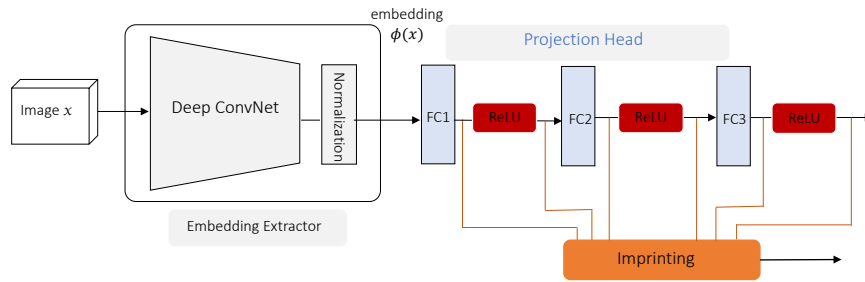 embedding
ϕ(x)
Projection Head
Image x
Deep ConvNet
Normalization
FC1
ReLU
FC2
ReLU
FC3
ReLU
Embedding Extractor
Imprinting